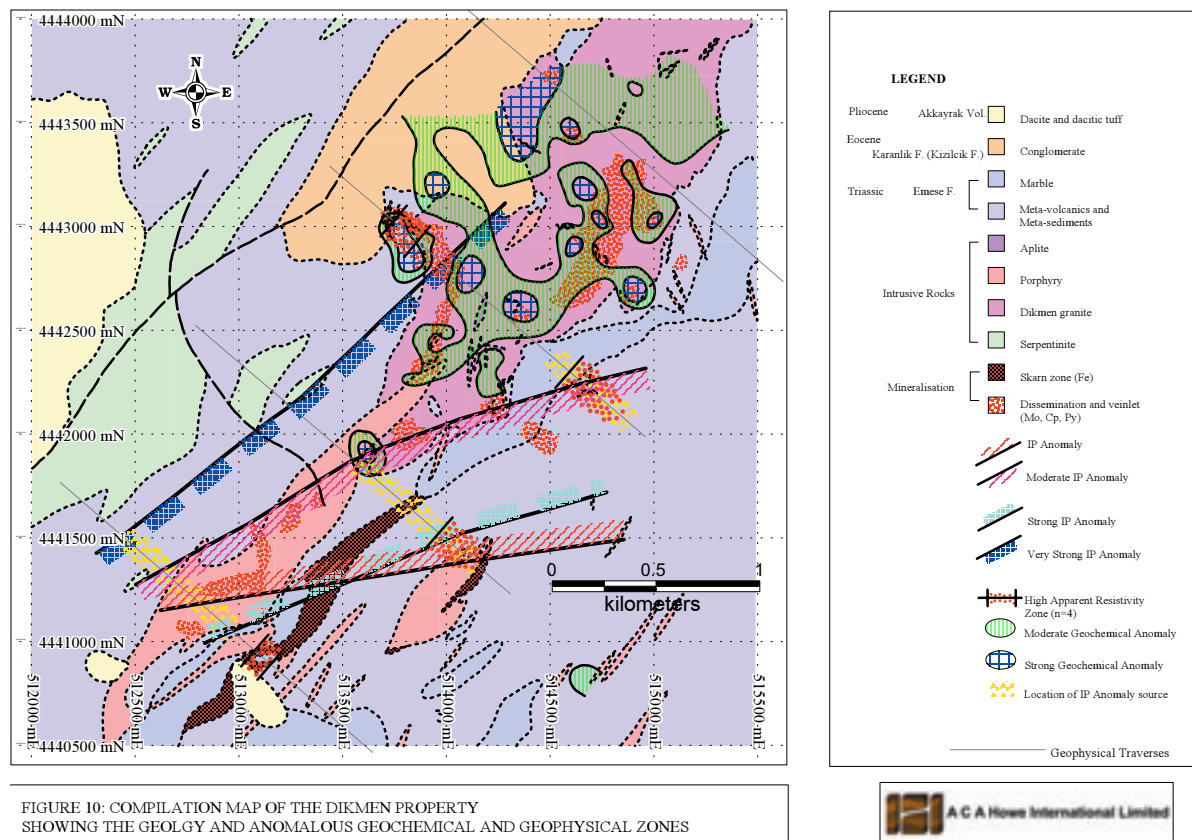 4444000 mN
4443500 mN
4443000 mN
4442500 mN
4442000 mN
4441500 mN
4441000 mN
4440500 mN
N
W E
S
0 0.5 1
kilometers
512000 mE
512500 mE
513000 mE
513500 mE
514000 mE
514500 mE
515000 mE
515500 mE
LEGEND
Pliocene Akkayrak Vol. Dacite and dacitic tuff
Eocene
Karanlik F. (Kizilcik F.) Conglomerate
Triassic Emese F. Marble
Meta-volcanics and
Meta-sediments
Aplite
Porphyry
Intrusive Rocks Dikmen granite
Serpentinite
Mineralisation Skarn zone (Fe)
Dissemination and veinlet
(Mo, Cp, Py)
IP Anomaly
Moderate IP Anomaly
Strong IP Anomaly
Very Strong IP Anomaly
High Apparent Resistivity
Zone (n=4)
Moderate Geochemical Anomaly
Strong Geochemical Anomaly
Location of IP Anomaly source
Geophysical Traverses
FIGURE 10: COMPILATION MAP OF THE DIKMEN PROPERTY
SHOWING THE GEOLGY AND ANOMALOUS GEOCHEMICAL AND GEOPHYSICAL ZONES
A C A Howe International Limited